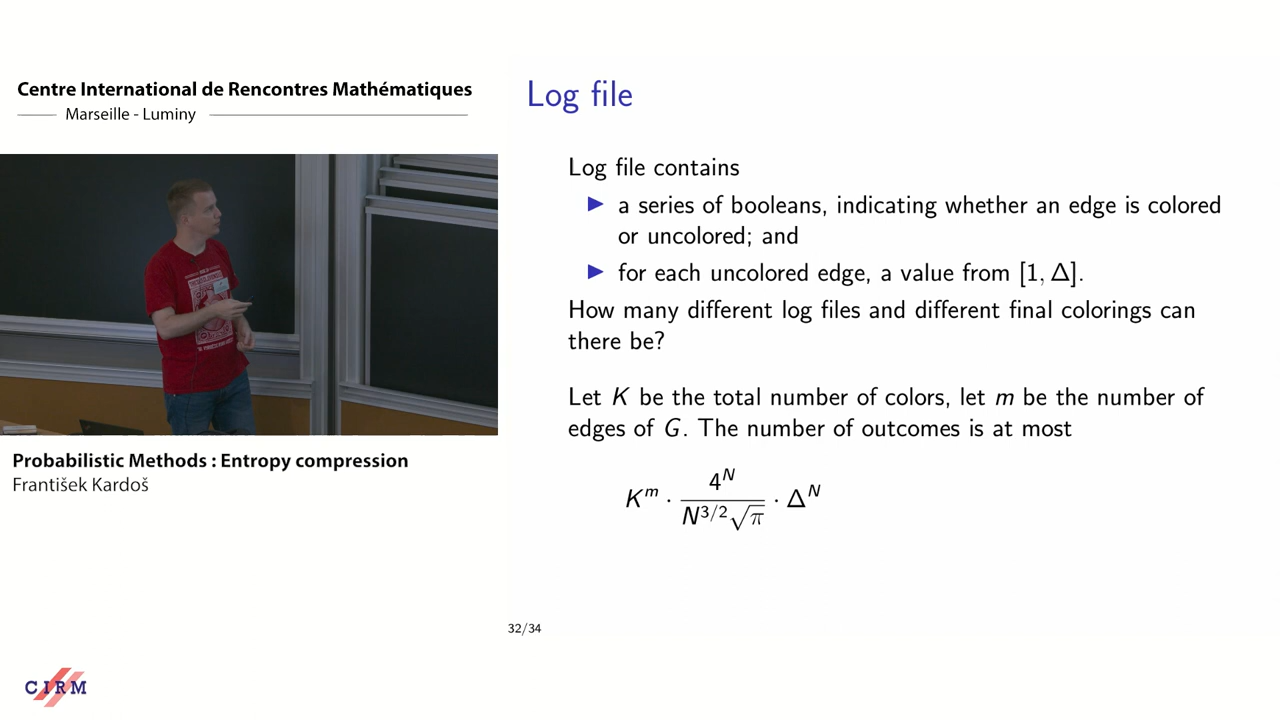 Centre International de Rencontres Mathématiques
Marseille - Luminy
Probabilistic Methods : Entropy compression
František Kardoš
CIRM
Log file
Log file contains
▶ a series of booleans, indicating whether an edge is colored
or uncolored; and
▶ for each uncolored edge, a value from [1, Δ].
How many different log files and different final colorings can
there be?
Let K be the total number of colors, let m be the number of
edges of G. The number of outcomes is at most
K^m · 4^N / (N^{3/2}√π) · Δ^N
32/34